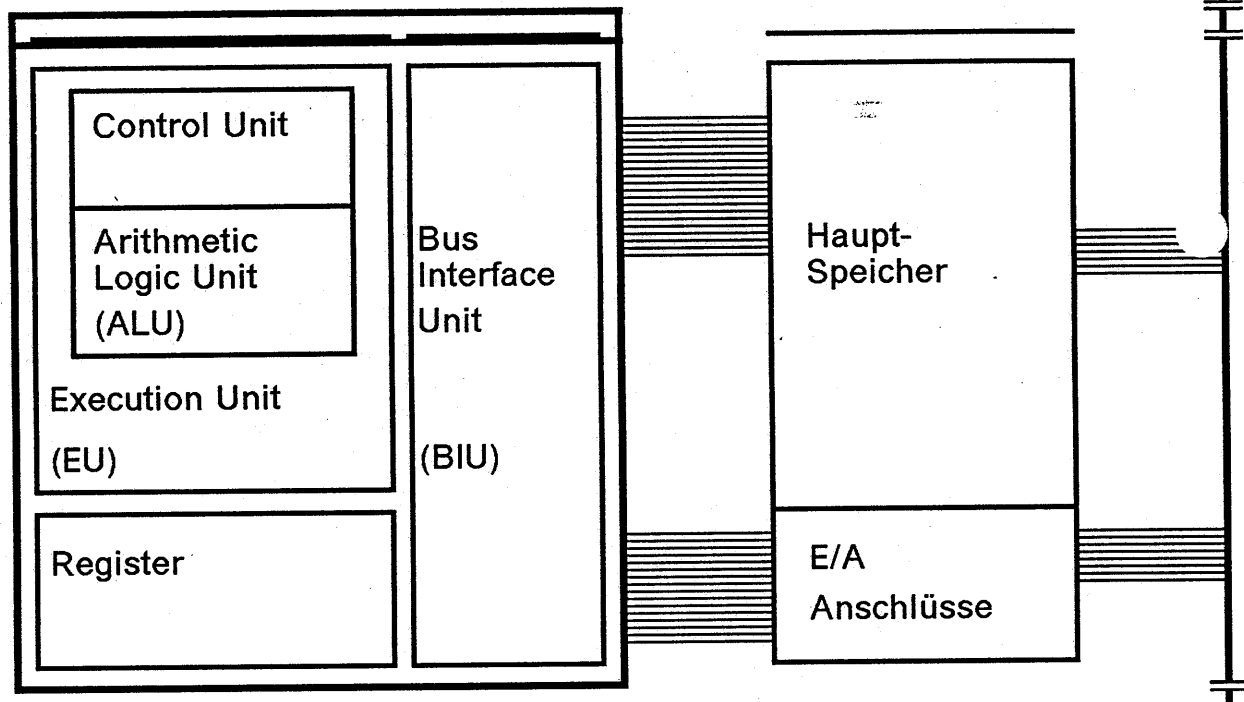 Control Unit
Arithmetic
Logic Unit
(ALU)
Execution Unit
(EU)
Register
Bus
Interface
Unit
(BIU)
Haupt-
Speicher
E/A
Anschlüsse